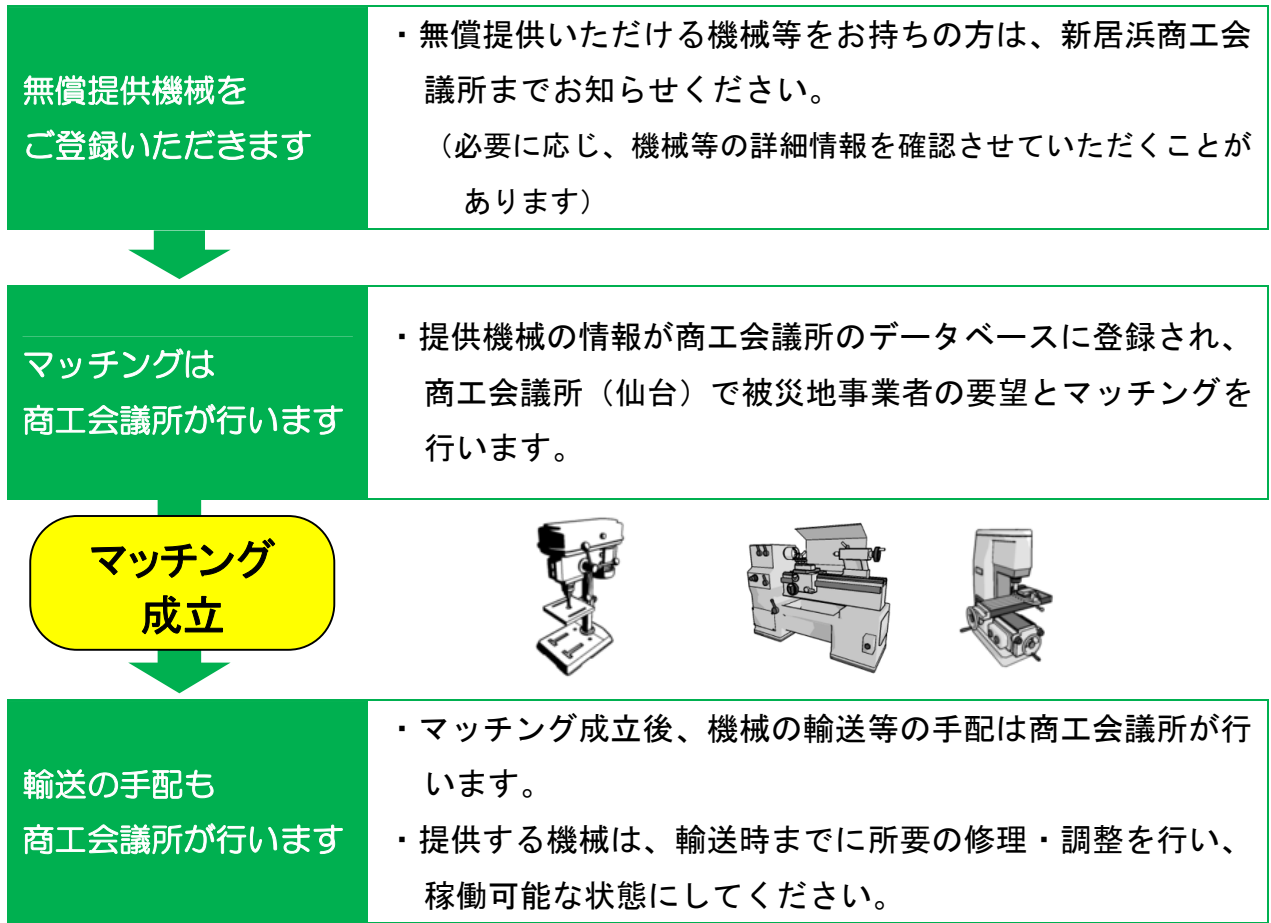 無償提供機械を
ご登録いただきます
・無償提供いただける機械等をお持ちの方は、新居浜商工会
議所までお知らせください。
（必要に応じ、機械等の詳細情報を確認させていただくことが
あります）
マッチングは
商工会議所が行います
・提供機械の情報が商工会議所のデータベースに登録され、
商工会議所（仙台）で被災地事業者の要望とマッチングを
行います。
マッチング
成立
輸送の手配も
商工会議所が行います
・マッチング成立後、機械の輸送等の手配は商工会議所が行
います。
・提供する機械は、輸送時までに所要の修理・調整を行い、
稼働可能な状態にしてください。